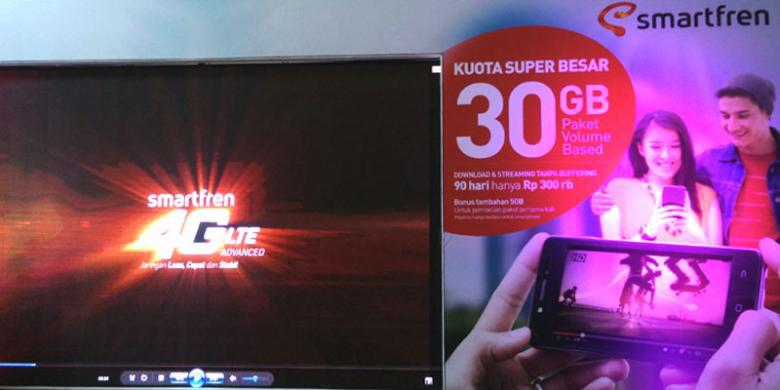 smartfren
KUOTA SUPER BESAR
30 GB
Paket
Volume
Based
DOWNLOAD & STREAMING TANPA BUFFERING
90 hari hanya Rp 300 rb
Bonus tambahan 5GB
Untuk pembelian paket pertama kali
smartfren
4G LTE
ADVANCED
Jaringan Luas, Cepat dan Stabil
HD